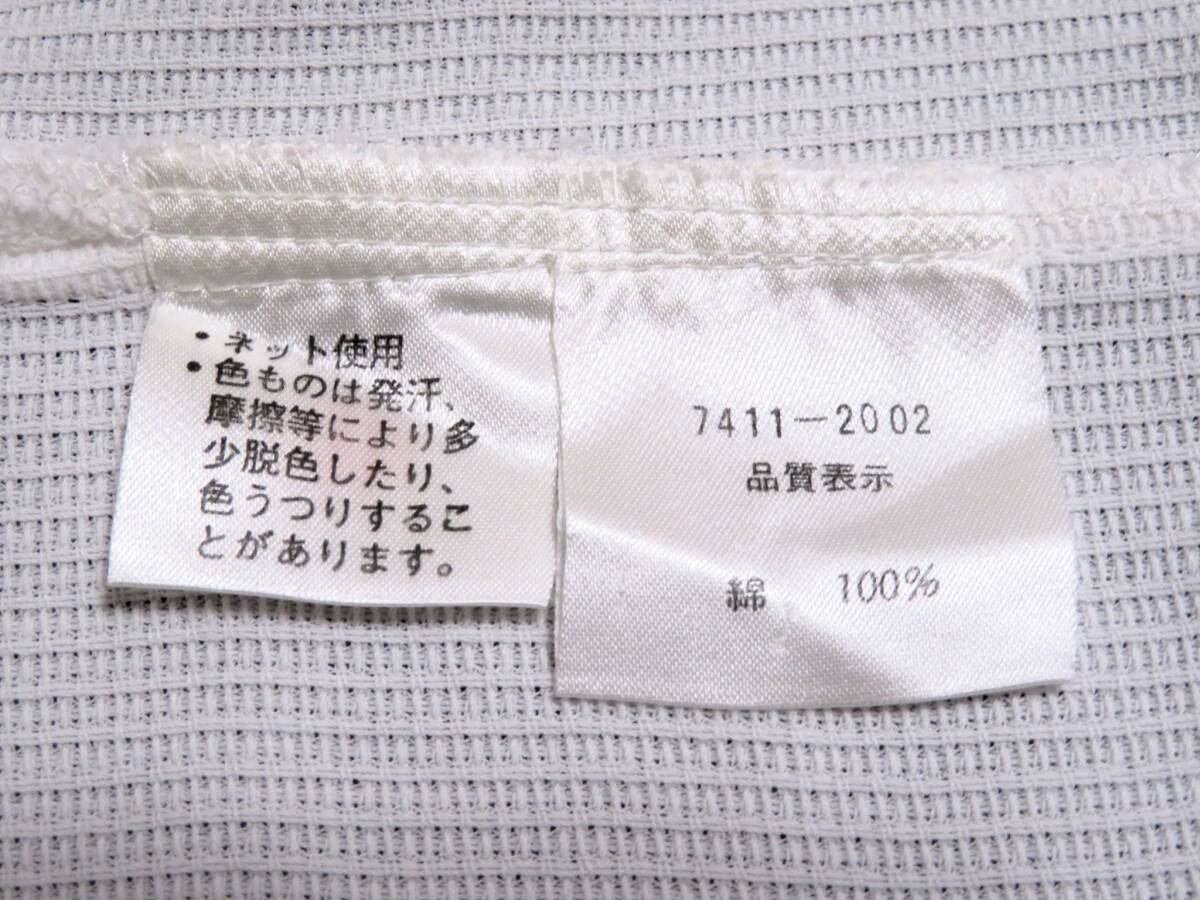 ・ネット使用
・色ものは発汗、
摩擦等により多
少脱色したり、
色うつりするこ
とがあります。
7411−2002
品質表示
綿　100%